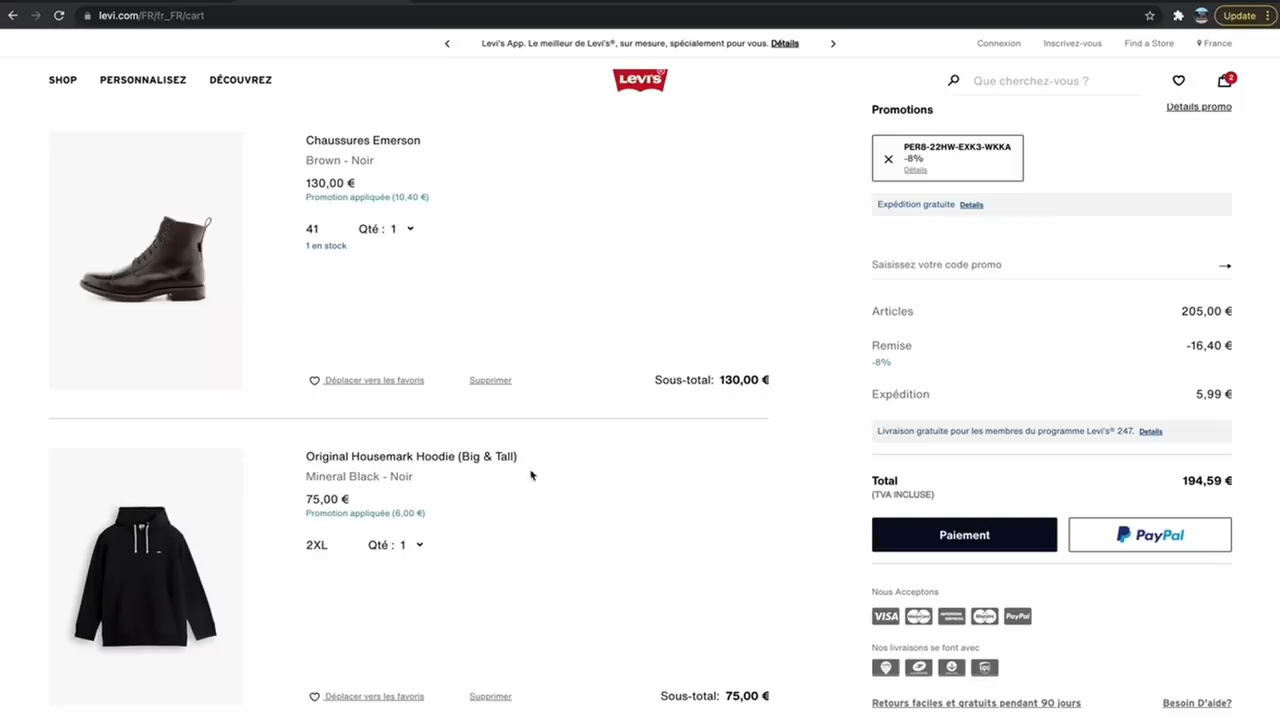 levi.com/FR/fr_FR/cart
Update
Levi's App. Le meilleur de Levi's®, sur mesure, spécialement pour vous. Détails
Connexion
Inscrivez-vous
Find a Store
France
SHOP
PERSONNALISEZ
DÉCOUVREZ
Levi's
Que cherchez-vous ?
2
Chaussures Emerson
Brown - Noir
130,00 €
Promotion appliquée (10,40 €)
41
Qté : 1
1 en stock
Déplacer vers les favoris
Supprimer
Sous-total: 130,00 €
Original Housemark Hoodie (Big & Tall)
Mineral Black - Noir
75,00 €
Promotion appliquée (6,00 €)
2XL
Qté : 1
Déplacer vers les favoris
Supprimer
Sous-total: 75,00 €
Promotions
Détails promo
PER8-22HW-EXK3-WKKA
-8%
Détails
Expédition gratuite Details
Saisissez votre code promo
Articles 205,00 €
Remise -16,40 €
-8%
Expédition 5,99 €
Livraison gratuite pour les membres du programme Levi's® 247. Details
Total 194,59 €
(TVA INCLUSE)
Paiement
PayPal
Nous Acceptons
VISA
PayPal
Nos livraisons se font avec
ups
Retours faciles et gratuits pendant 90 jours
Besoin D'aide?